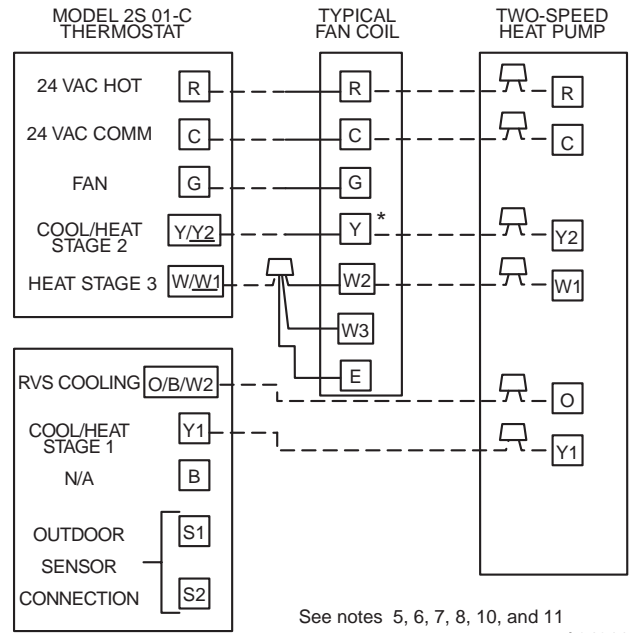 MODEL 2S 01-C
THERMOSTAT
TYPICAL
FAN COIL
TWO-SPEED
HEAT PUMP
24 VAC HOT R R R
24 VAC COMM C C C
FAN G G
COOL/HEAT
STAGE 2 Y/Y2 Y * Y2
HEAT STAGE 3 W/W1 W2 W1
W3
E
RVS COOLING O/B/W2 O
COOL/HEAT
STAGE 1 Y1 Y1
N/A B
OUTDOOR S1
SENSOR
CONNECTION S2
See notes 5, 6, 7, 8, 10, and 11